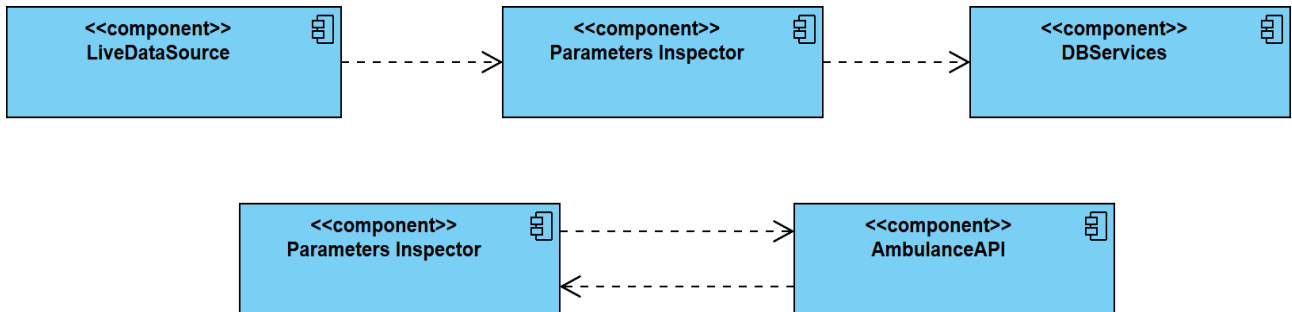 <<component>>
LiveDataSource
<<component>>
Parameters Inspector
<<component>>
DBServices
<<component>>
Parameters Inspector
<<component>>
AmbulanceAPI